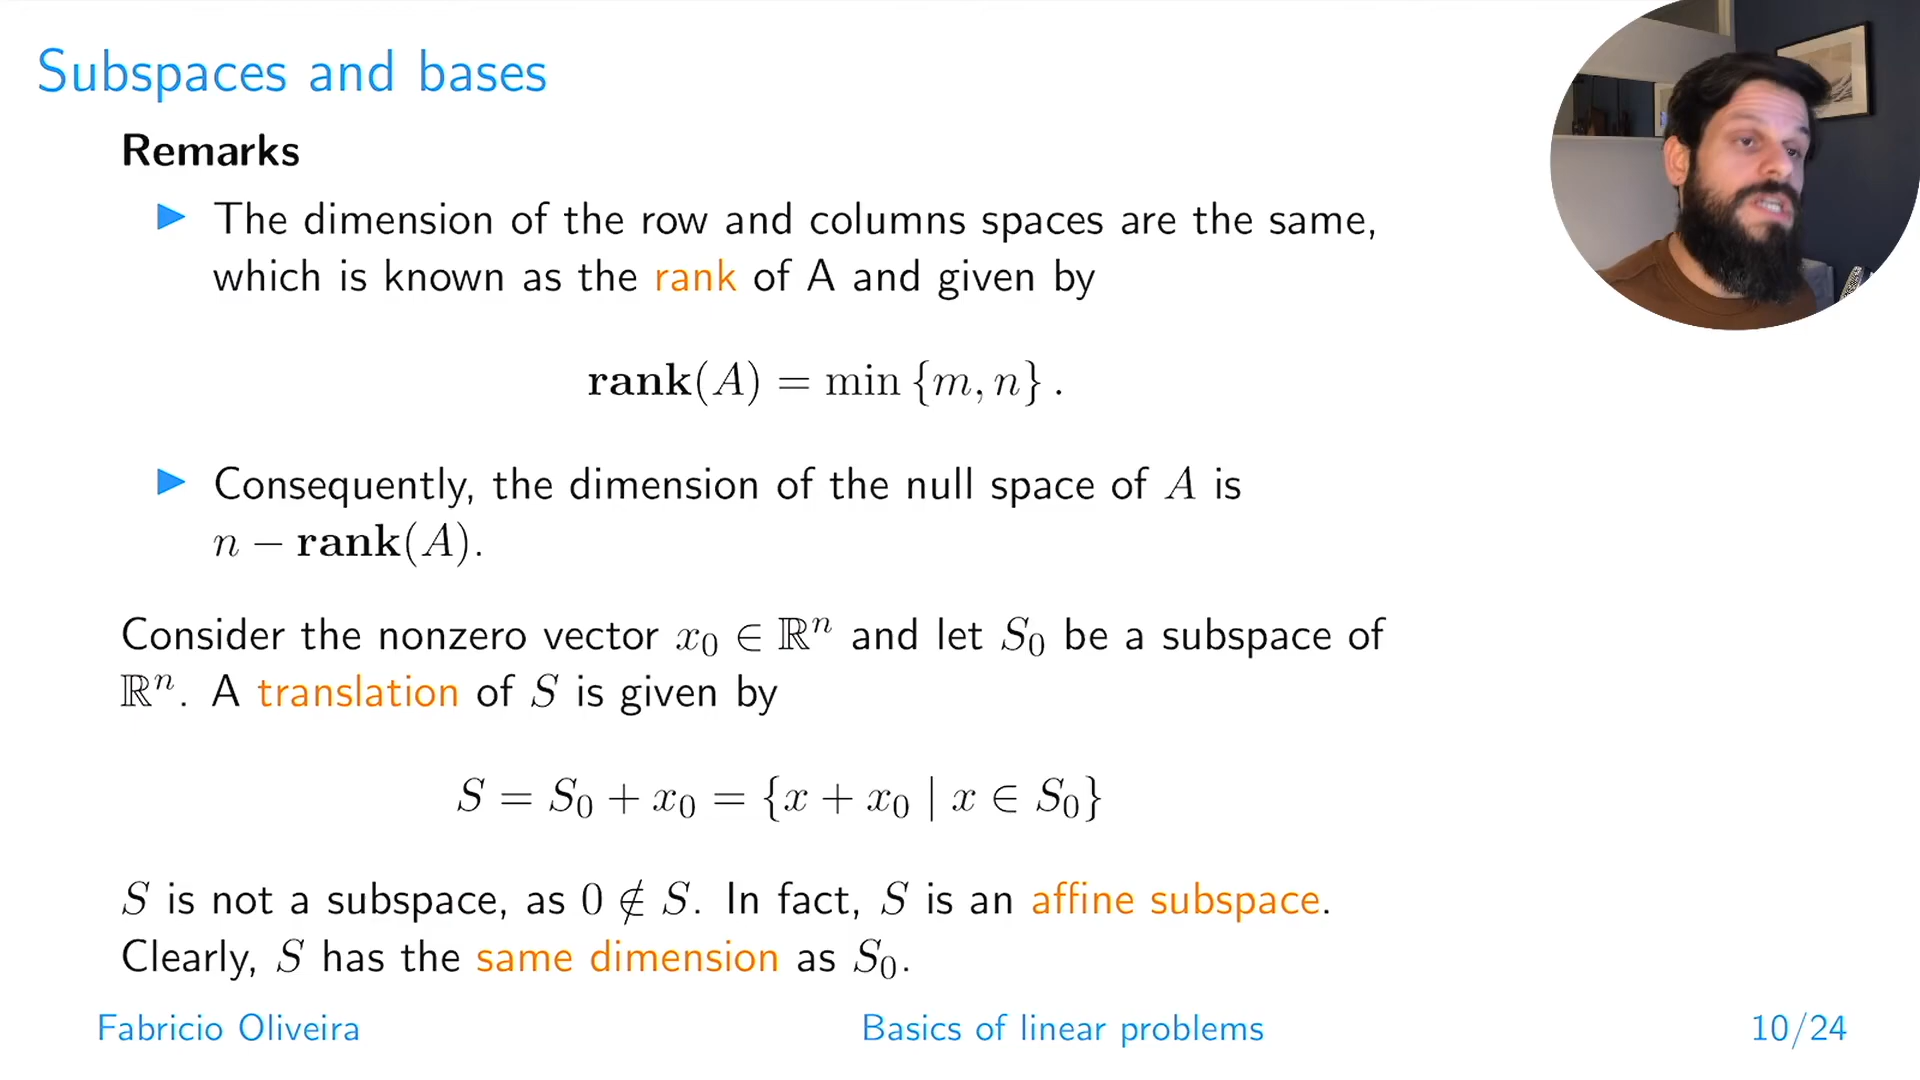 Subspaces and bases
Remarks
▶ The dimension of the row and columns spaces are the same,
which is known as the rank of A and given by
rank(A) = min {m, n} .
▶ Consequently, the dimension of the null space of A is
n − rank(A).
Consider the nonzero vector x₀ ∈ ℝⁿ and let S₀ be a subspace of
ℝⁿ. A translation of S is given by
S = S₀ + x₀ = {x + x₀ | x ∈ S₀}
S is not a subspace, as 0 ∉ S. In fact, S is an affine subspace.
Clearly, S has the same dimension as S₀.
Fabricio Oliveira Basics of linear problems 10/24